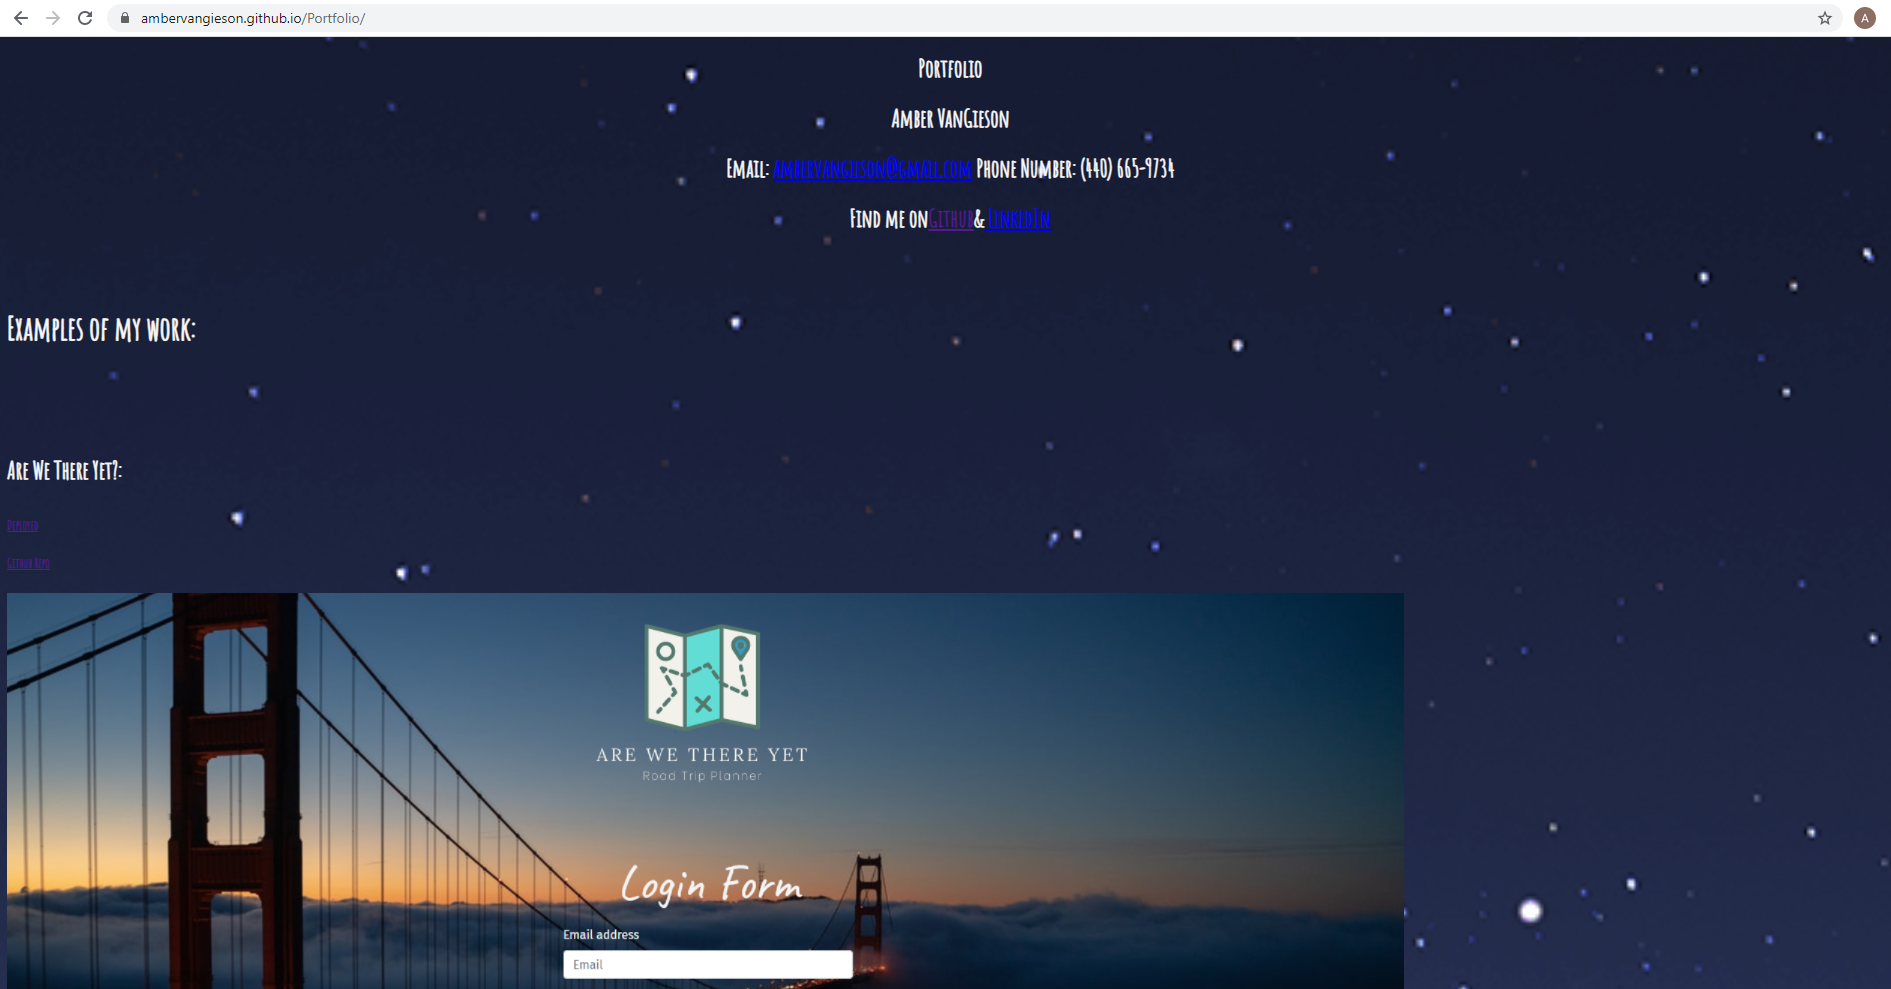 ambervangieson.github.io/Portfolio/
A
Portfolio
Amber VanGieson
Email: ambervangieson@gmail.com Phone Number: (440) 665-9734
Find me onGithub& LinkedIn
Examples of my work:
Are We There Yet?:
Deployed
Github Repo
ARE WE THERE YET
Road Trip Planner
Login Form
Email address
Email